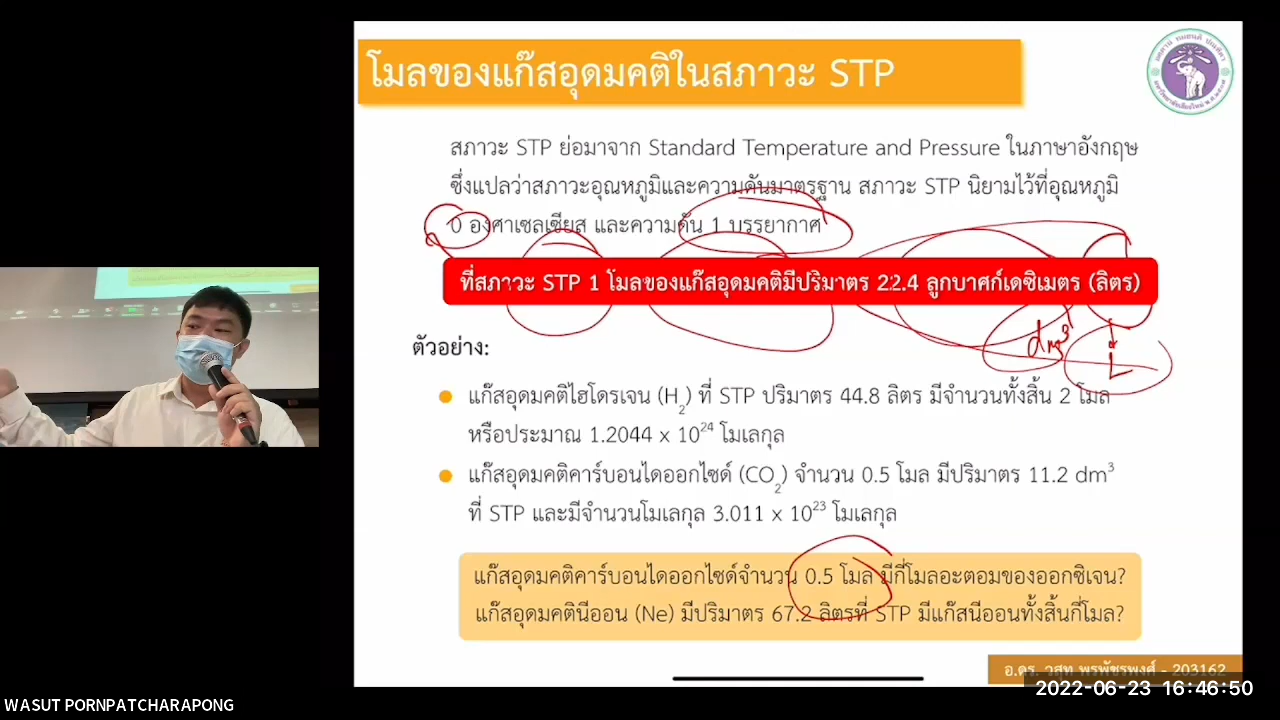 โมลของแก๊สอุดมคติในสภาวะ STP
สภาวะ STP ย่อมาจาก Standard Temperature and Pressure ในภาษาอังกฤษ
ซึ่งแปลว่าสภาวะอุณหภูมิและความดันมาตรฐาน สภาวะ STP นิยามไว้ที่อุณหภูมิ
0 องศาเซลเซียส และความดัน 1 บรรยากาศ
ที่สภาวะ STP 1 โมลของแก๊สอุดมคติมีปริมาตร 22.4 ลูกบาศก์เดซิเมตร (ลิตร)
dm³ L
ตัวอย่าง:
แก๊สอุดมคติไฮโดรเจน (H₂) ที่ STP ปริมาตร 44.8 ลิตร มีจำนวนทั้งสิ้น 2 โมล
หรือประมาณ 1.2044 x 10²⁴ โมเลกุล
แก๊สอุดมคติคาร์บอนไดออกไซด์ (CO₂) จำนวน 0.5 โมล มีปริมาตร 11.2 dm³
ที่ STP และมีจำนวนโมเลกุล 3.011 x 10²³ โมเลกุล
แก๊สอุดมคติคาร์บอนไดออกไซด์จำนวน 0.5 โมล มีกี่โมลอะตอมของออกซิเจน?
แก๊สอุดมคตินีออน (Ne) มีปริมาตร 67.2 ลิตรที่ STP มีแก๊สนีออนทั้งสิ้นกี่โมล?
อ.ดร. วสุท พรพัชรพงศ์ - 203162
2022-06-23 16:46:50
WASUT PORNPATCHARAPONG